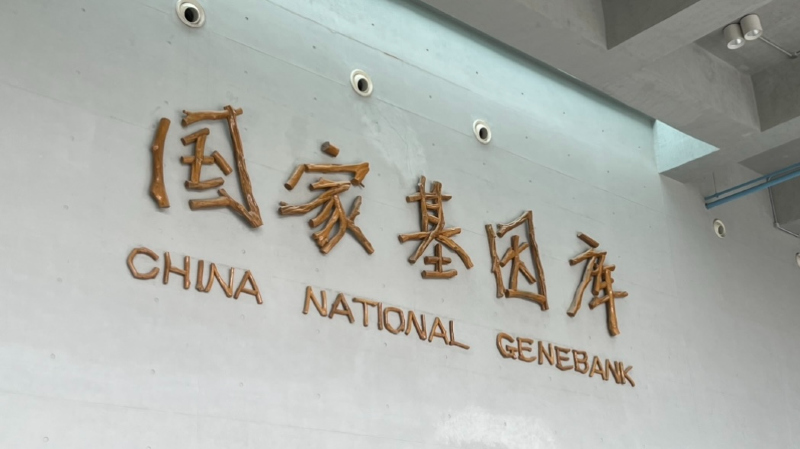 国家基因库
CHINA NATIONAL GENEBANK